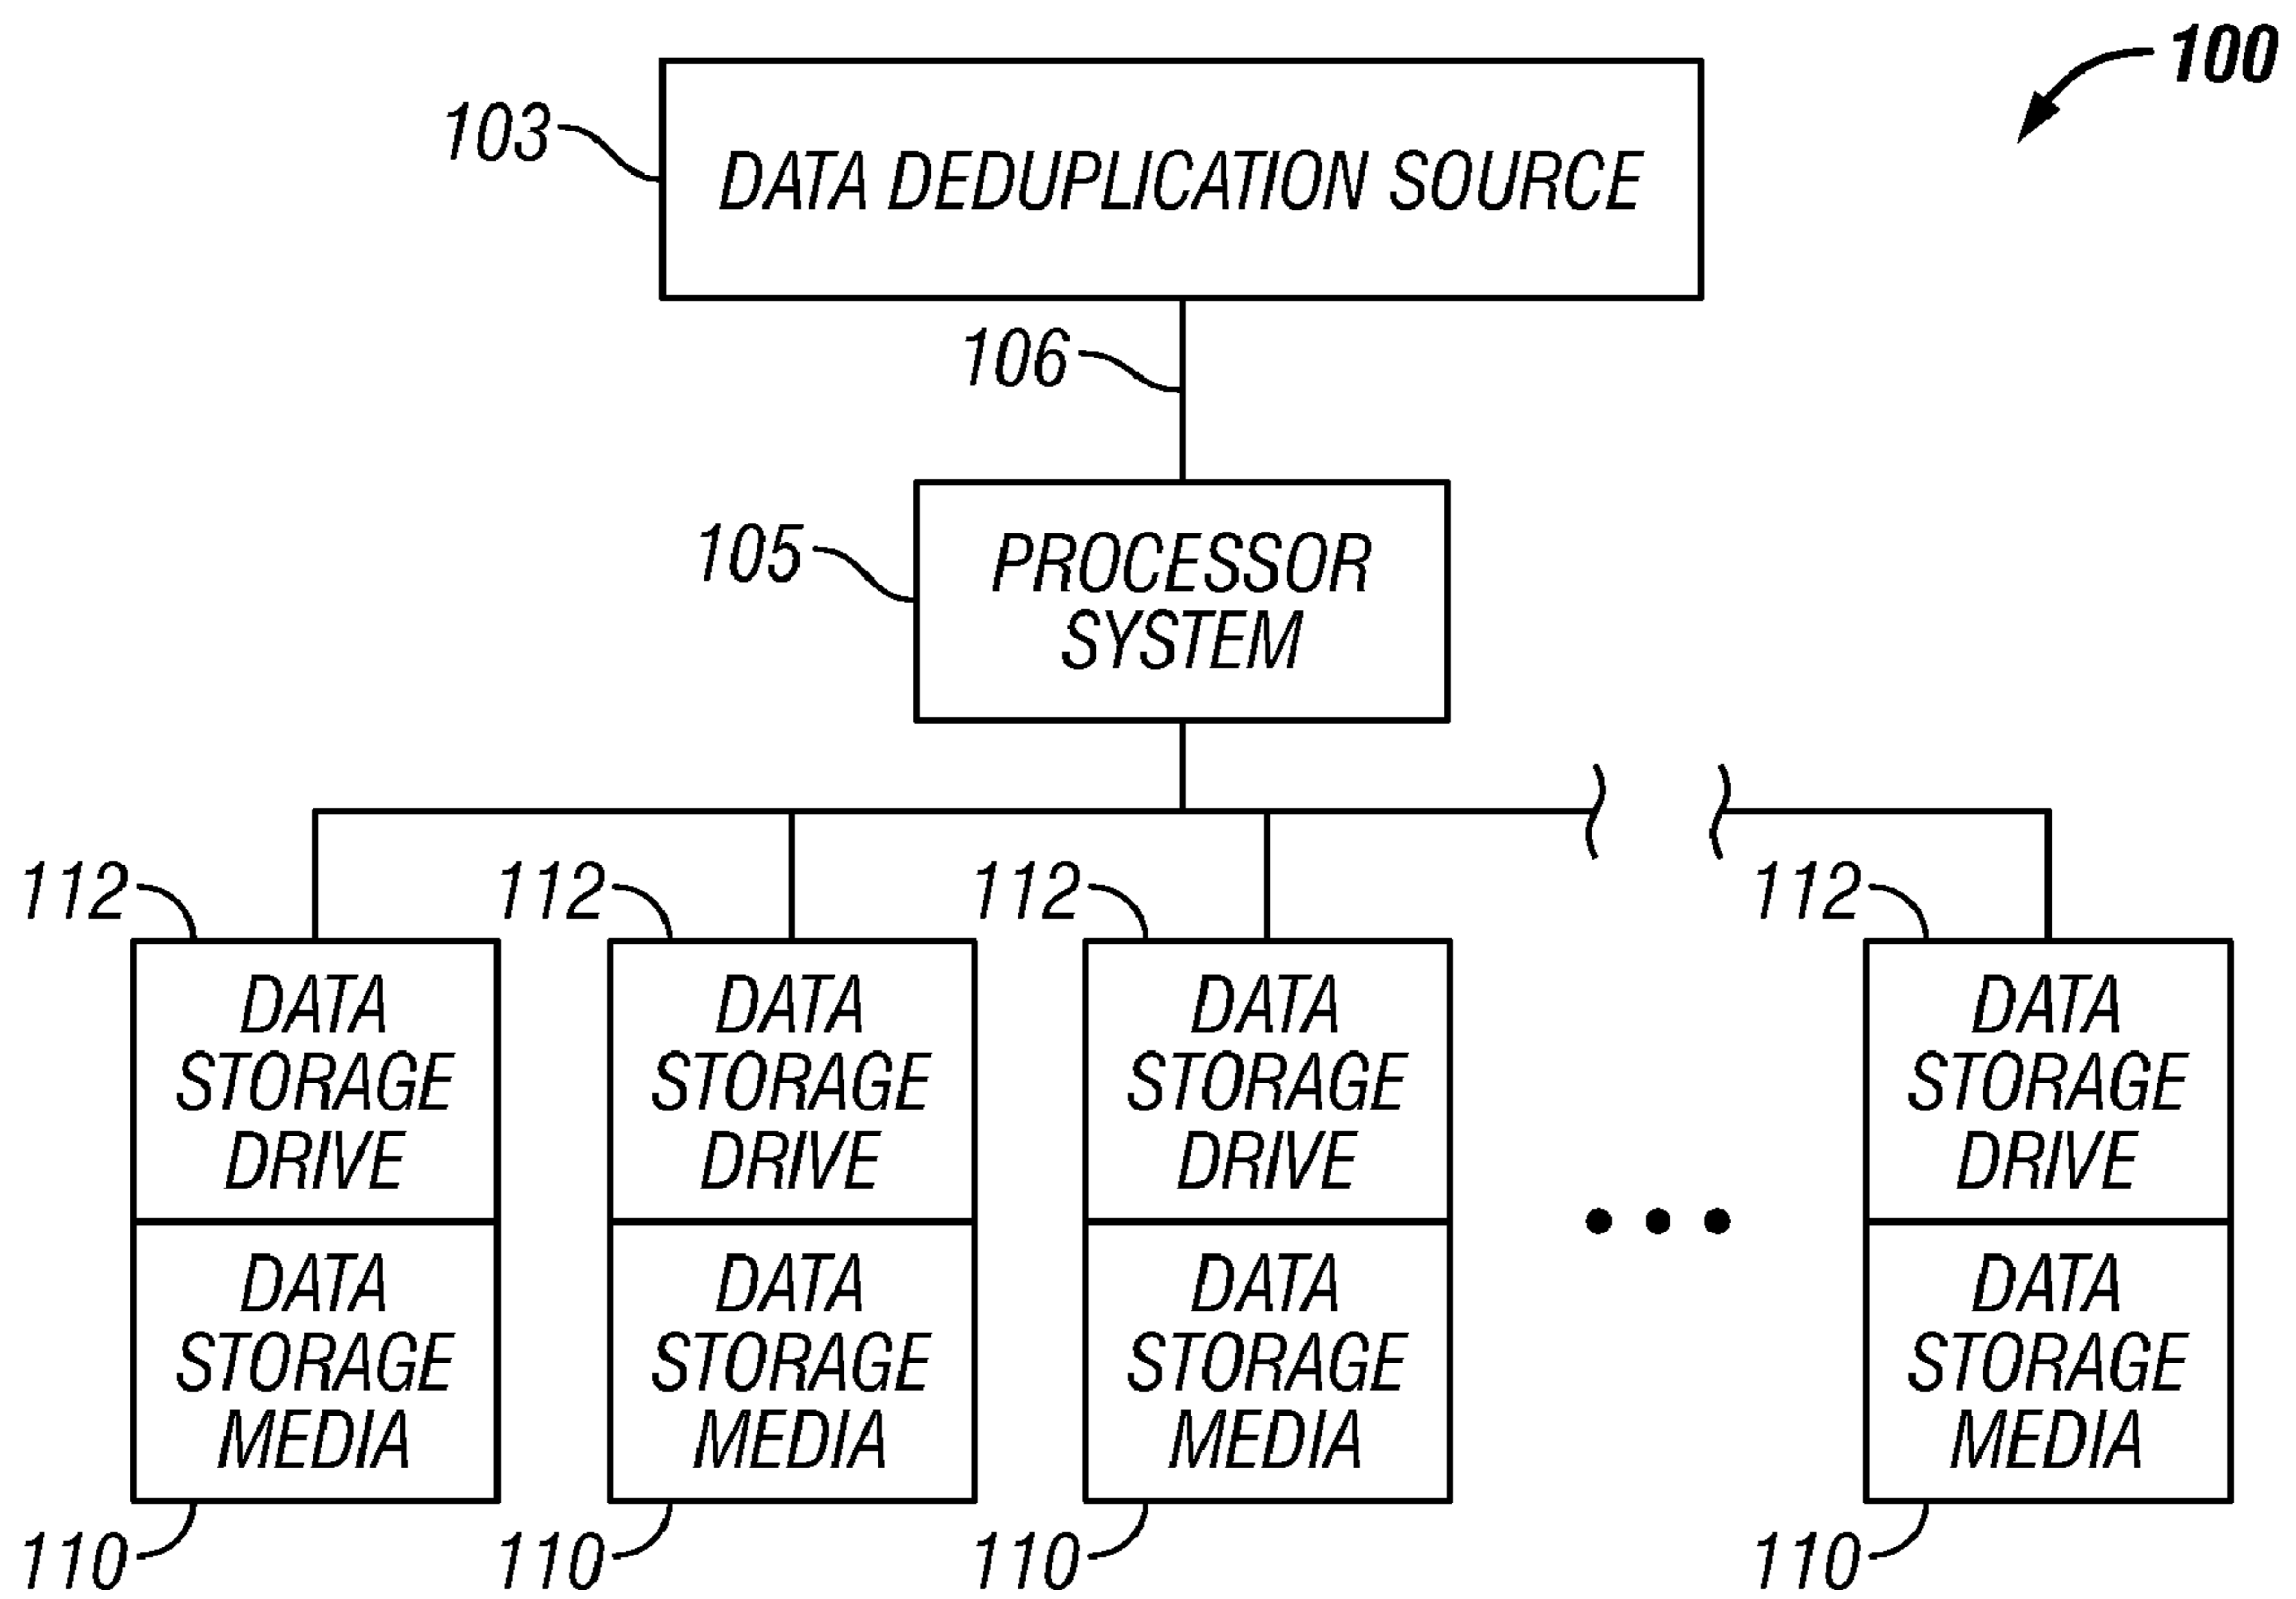 100
103
DATA DEDUPLICATION SOURCE
106
105
PROCESSOR
SYSTEM
112
112
112
112
DATA
STORAGE
DRIVE
DATA
STORAGE
MEDIA
DATA
STORAGE
DRIVE
DATA
STORAGE
MEDIA
DATA
STORAGE
DRIVE
DATA
STORAGE
MEDIA
DATA
STORAGE
DRIVE
DATA
STORAGE
MEDIA
110
110
110
110